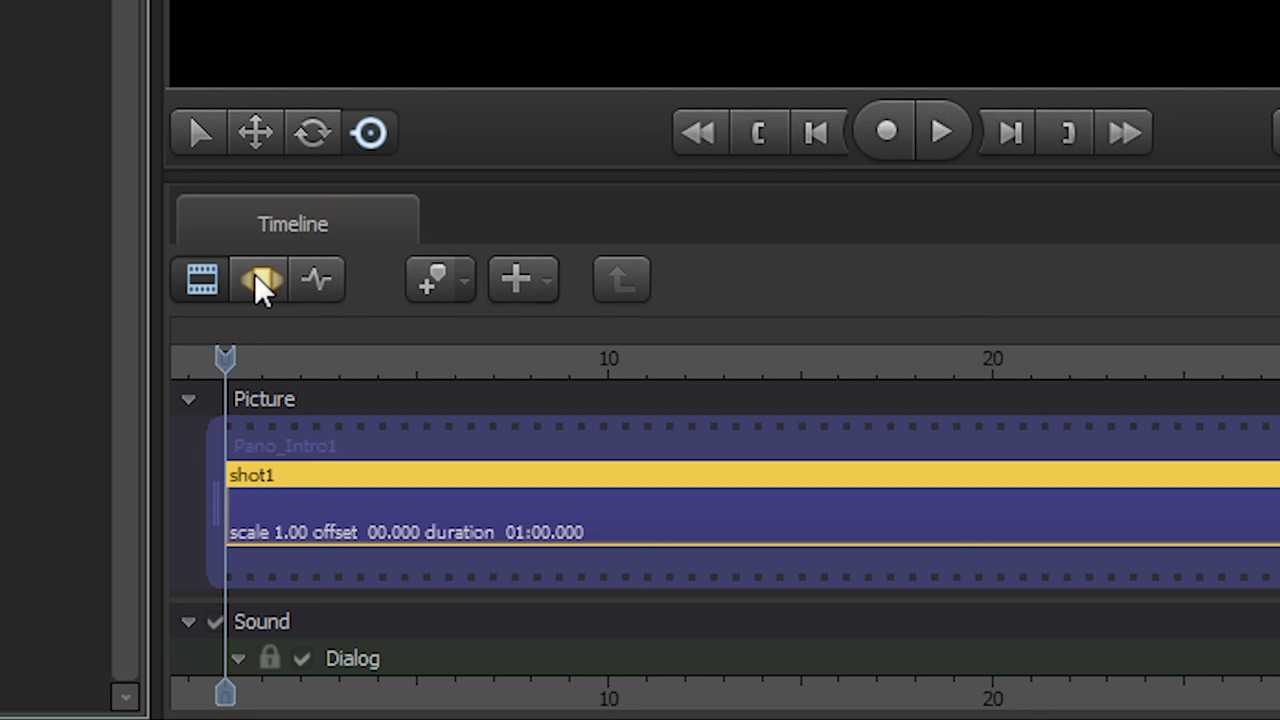 Timeline
10 20
Picture
Pano_Intro1
shot1
scale 1.00 offset 00.000 duration 01:00.000
Sound
Dialog
10 20